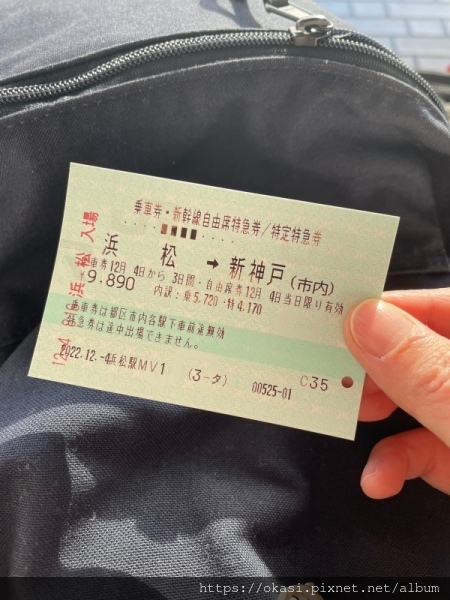 乗車券・新幹線自由席特急券/特定特急券
浜松 → 新神戸(市内)
乗車券12月 4日から 3日間・自由席券12月 4日当日限り有効
¥9.890 内訳：乗5.720・特4.170
乗車券は都区市内各駅下車前途無効
特急券は途中出場できません。
2022.12.-4浜松駅MV1 (3-タ) 00525-01 C35
浜松 入場
https://okasi.pixnet.net/album